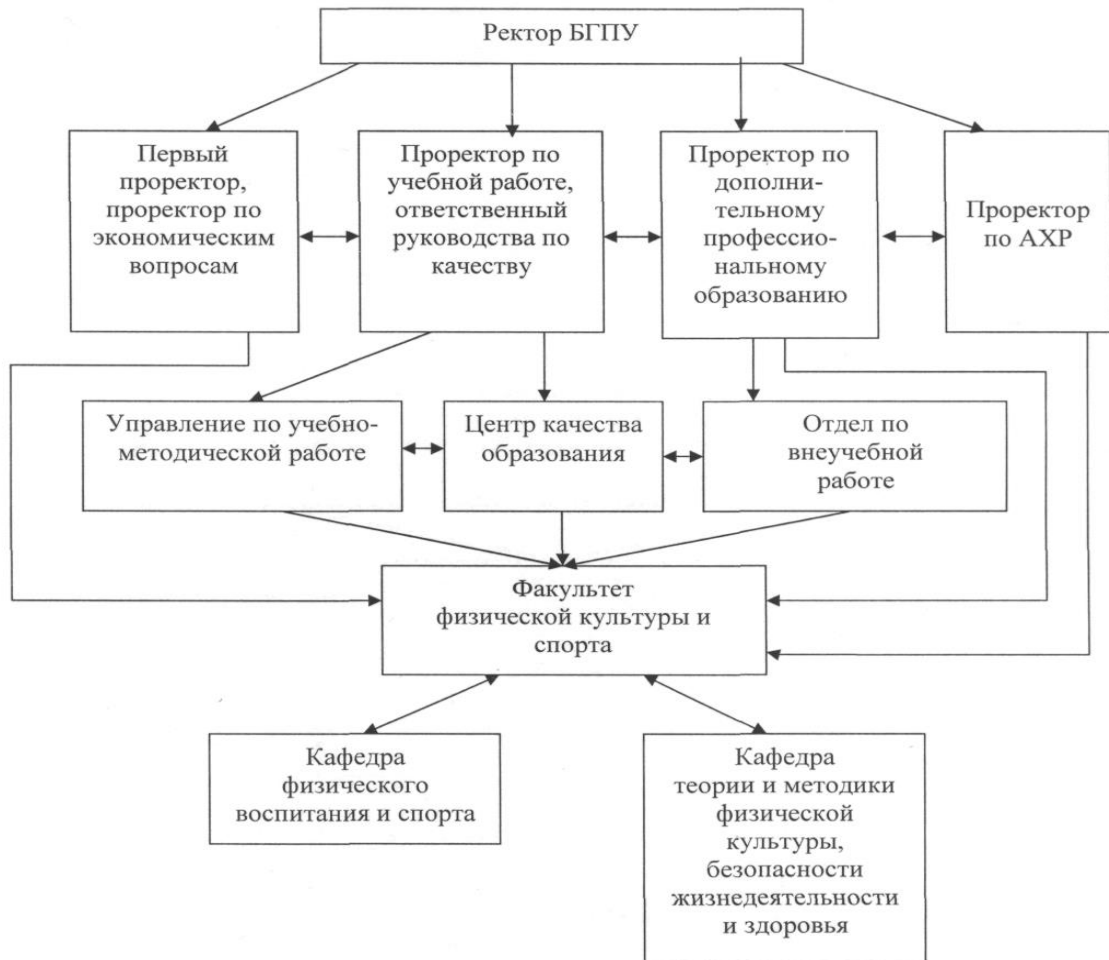 Ректор БГПУ
Первый
проректор,
проректор по
экономическим
вопросам
Проректор по
учебной работе,
ответственный
руководства по
качеству
Проректор по
дополни-
тельному
профессио-
нальному
образованию
Проректор
по АХР
Управление по учебно-
методической работе
Центр качества
образования
Отдел по
внеучебной
работе
Факультет
физической культуры и
спорта
Кафедра
физического
воспитания и спорта
Кафедра
теории и методики
физической
культуры,
безопасности
жизнедеятельности
и здоровья